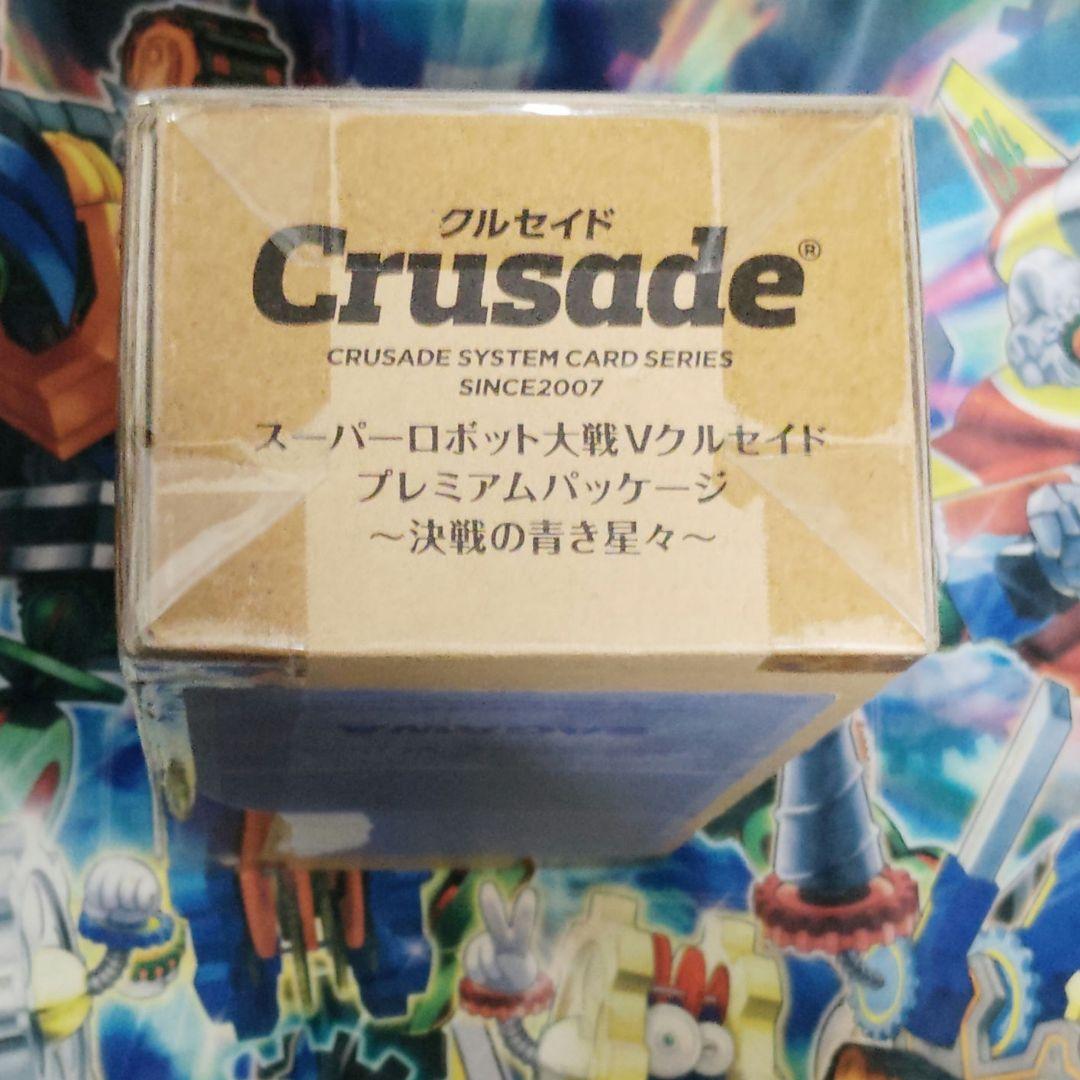 クルセイド
Crusade®
CRUSADE SYSTEM CARD SERIES
SINCE2007
スーパーロボット大戦Vクルセイド
プレミアムパッケージ
～決戦の青き星々～